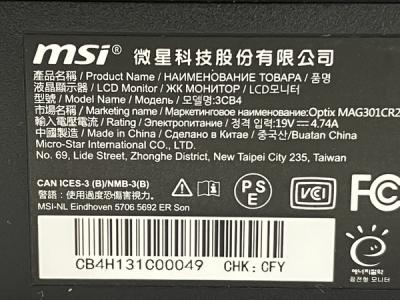 msi® 微星科技股份有限公司
產品名稱 / Product Name / НАИМЕНОВАНИЕ ТОВАРА / 품명
液晶顯示器 / LCD Monitor / ЖК МОНИТОР / LCD모니터
型號 / Model Name / Модель / 모델명:3CB4
市場名稱 / Marketing name / Маркетинговое наименование:Optix MAG301CR2
輸入電壓電流 / Rating / Электропитание / 정격 입력:19V⎓4.74A
中國製造 / Made in China / Сделано в Китае / 중국산/Buatan China
Micro-Star International CO.,LTD
No. 69, Lide Street, Zhonghe District, New Taipei City 235, Taiwan
CAN ICES-3 (B)/NMB-3(B)
警語：使用過度恐傷害視力。
MSI-NL Eindhoven 5706 5692 ER Son
PSE
VCI
FC
CB4H131C00049 CHK: CFY
에너지절약